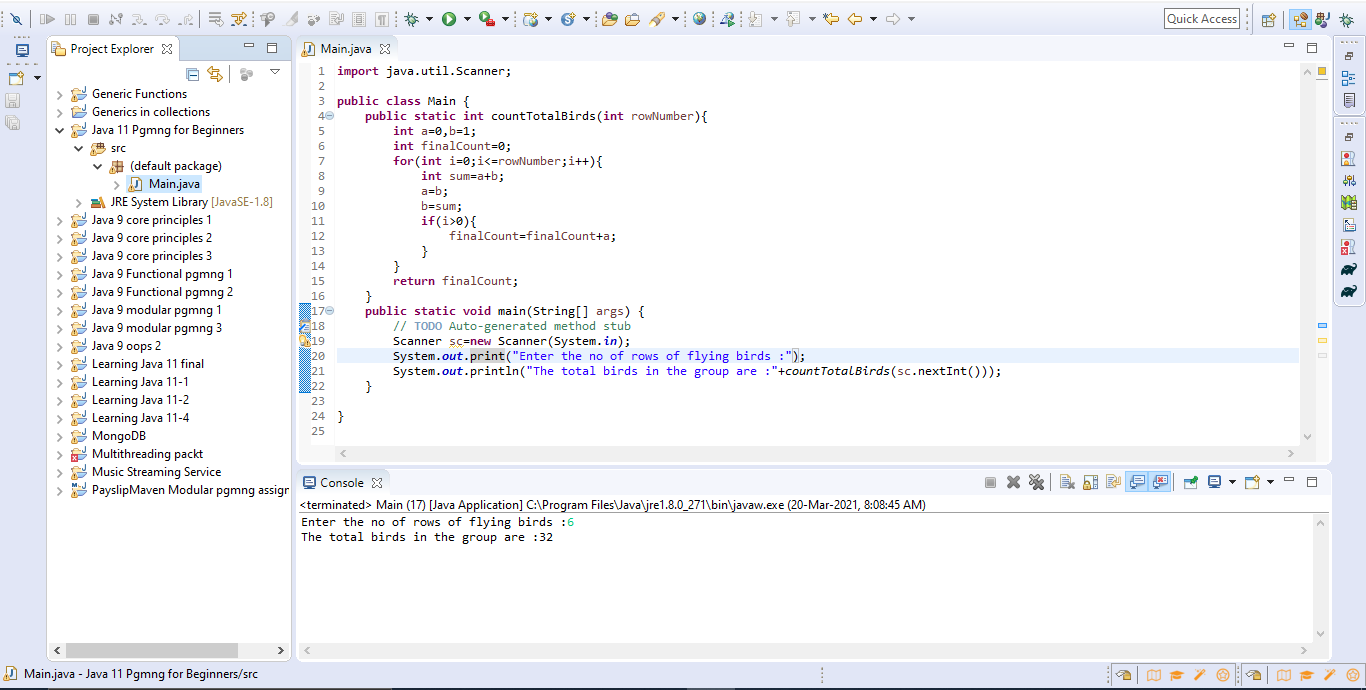 Quick Access
Project Explorer
Generic Functions
Generics in collections
Java 11 Pgmng for Beginners
src
(default package)
Main.java
JRE System Library [JavaSE-1.8]
Java 9 core principles 1
Java 9 core principles 2
Java 9 core principles 3
Java 9 Functional pgmng 1
Java 9 Functional pgmng 2
Java 9 modular pgmng 1
Java 9 modular pgmng 3
Java 9 oops 2
Learning Java 11 final
Learning Java 11-1
Learning Java 11-2
Learning Java 11-4
MongoDB
Multithreading packt
Music Streaming Service
PayslipMaven Modular pgmng assigr
Main.java
1 import java.util.Scanner;
2
3 public class Main {
4 public static int countTotalBirds(int rowNumber){
5 int a=0,b=1;
6 int finalCount=0;
7 for(int i=0;i<=rowNumber;i++){
8 int sum=a+b;
9 a=b;
10 b=sum;
11 if(i>0){
12 finalCount=finalCount+a;
13 }
14 }
15 return finalCount;
16 }
17 public static void main(String[] args) {
18 // TODO Auto-generated method stub
19 Scanner sc=new Scanner(System.in);
20 System.out.print("Enter the no of rows of flying birds :");
21 System.out.println("The total birds in the group are :"+countTotalBirds(sc.nextInt()));
22 }
23
24 }
25
Console
<terminated> Main (17) [Java Application] C:\Program Files\Java\jre1.8.0_271\bin\javaw.exe (20-Mar-2021, 8:08:45 AM)
Enter the no of rows of flying birds :6
The total birds in the group are :32
Main.java - Java 11 Pgmng for Beginners/src